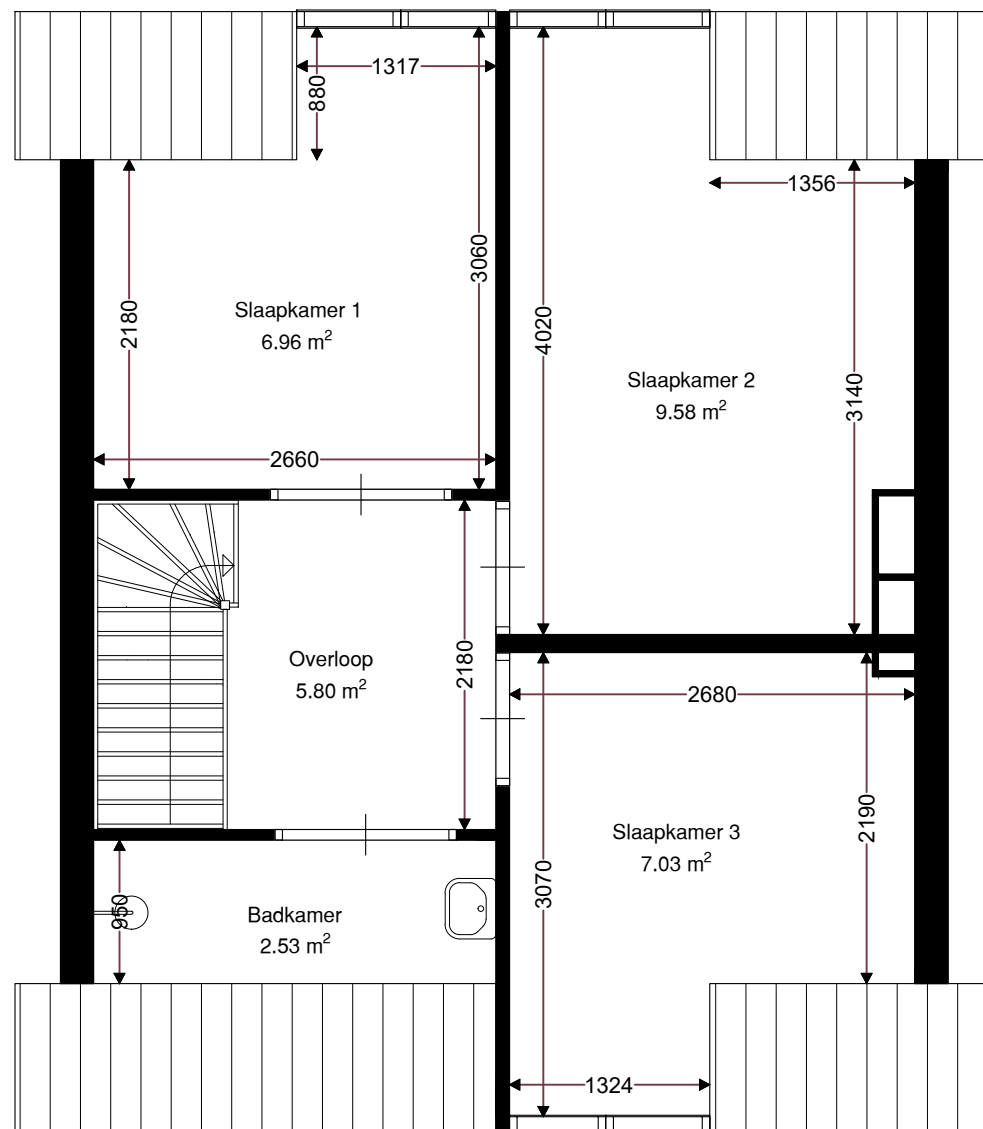 1317
880
1356
3060
2180
4020
Slaapkamer 1
6.96 m²
Slaapkamer 2
9.58 m²
3140
2660
Overloop
5.80 m²
2180
2680
Slaapkamer 3
7.03 m²
2190
3070
950
Badkamer
2.53 m²
1324